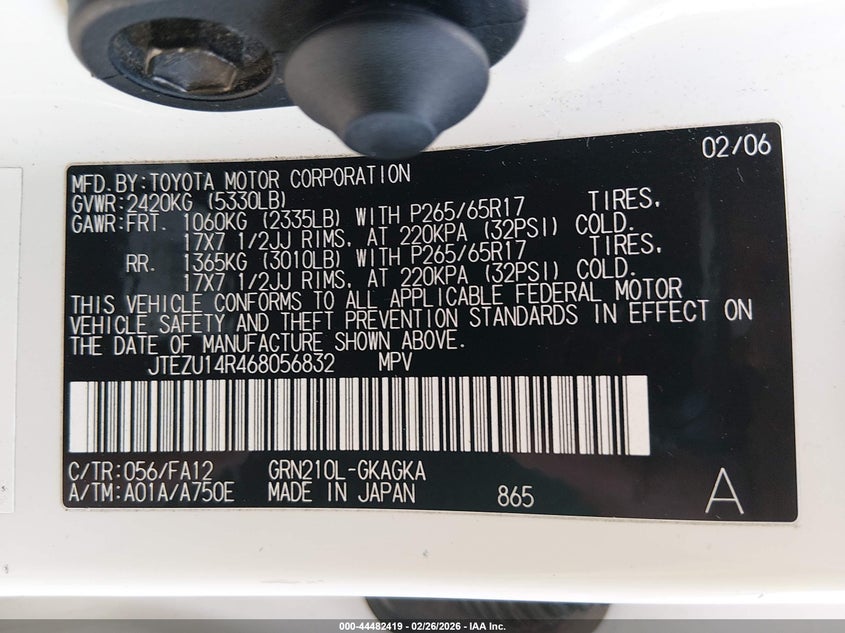 02/06
MFD.BY:TOYOTA MOTOR CORPORATION
GVWR:2420KG (5330LB)
GAWR:FRT. 1060KG (2335LB) WITH P265/65R17 TIRES,
17X7 1/2JJ RIMS, AT 220KPA (32PSI) COLD.
RR. 1365KG (3010LB) WITH P265/65R17 TIRES,
17X7 1/2JJ RIMS, AT 220KPA (32PSI) COLD.
THIS VEHICLE CONFORMS TO ALL APPLICABLE FEDERAL MOTOR
VEHICLE SAFETY AND THEFT PREVENTION STANDARDS IN EFFECT ON
THE DATE OF MANUFACTURE SHOWN ABOVE.
JTEZU14R468056832 MPV
C/TR:056/FA12 GRN210L-GKAGKA
A/TM:A01A/A750E MADE IN JAPAN 865 A
000-44482419 - 02/26/2026 - IAA Inc.